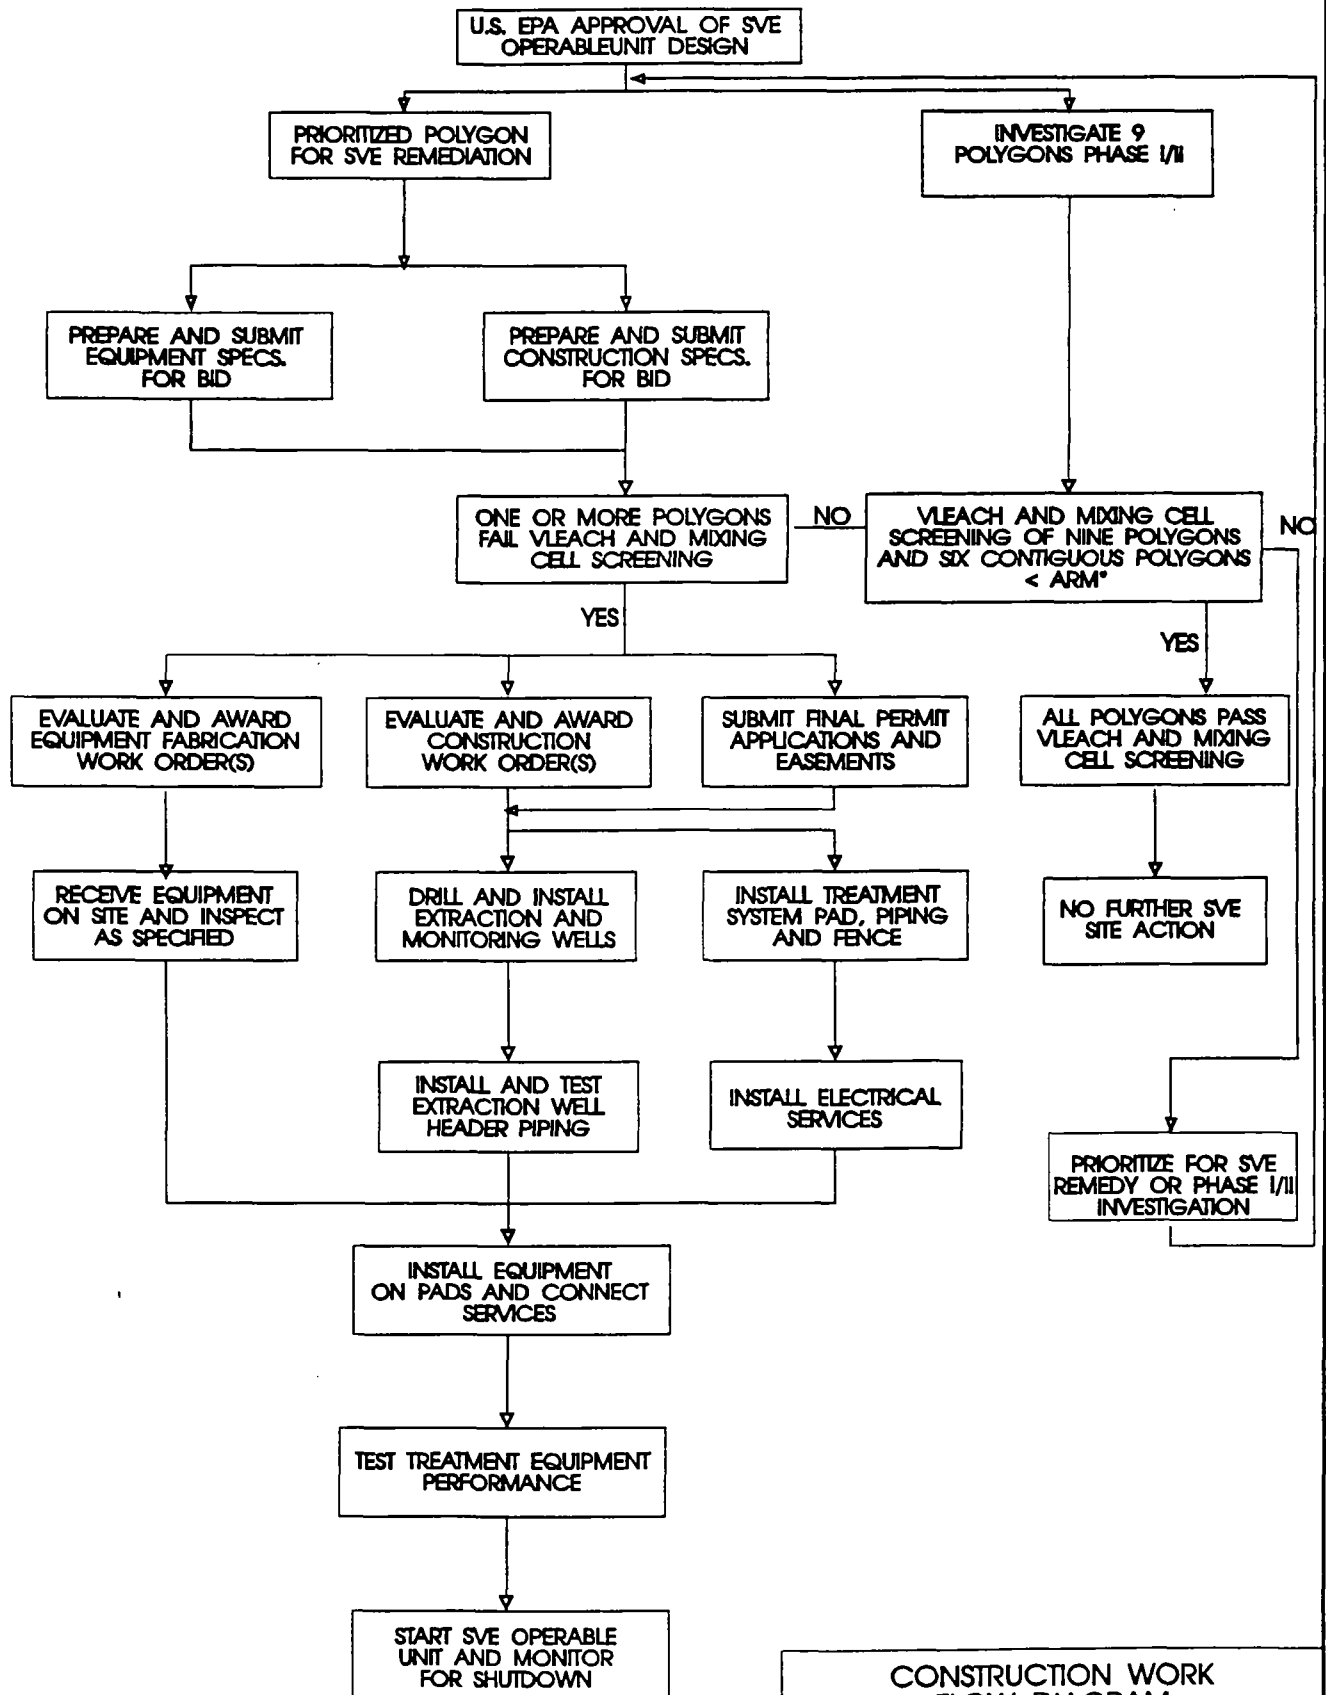 U.S. EPA APPROVAL OF SVE
OPERABLEUNIT DESIGN
PRIORITIZED POLYGON
FOR SVE REMEDIATION
INVESTIGATE 9
POLYGONS PHASE I/II
PREPARE AND SUBMIT
EQUIPMENT SPECS.
FOR BID
PREPARE AND SUBMIT
CONSTRUCTION SPECS.
FOR BID
ONE OR MORE POLYGONS
FAIL VLEACH AND MIXING
CELL SCREENING
NO
VLEACH AND MIXING CELL
SCREENING OF NINE POLYGONS
AND SIX CONTIGUOUS POLYGONS
< ARM*
NO
YES
YES
EVALUATE AND AWARD
EQUIPMENT FABRICATION
WORK ORDER(S)
EVALUATE AND AWARD
CONSTRUCTION
WORK ORDER(S)
SUBMIT FINAL PERMIT
APPLICATIONS AND
EASEMENTS
ALL POLYGONS PASS
VLEACH AND MIXING
CELL SCREENING
RECEIVE EQUIPMENT
ON SITE AND INSPECT
AS SPECIFIED
DRILL AND INSTALL
EXTRACTION AND
MONITORING WELLS
INSTALL TREATMENT
SYSTEM PAD, PIPING
AND FENCE
NO FURTHER SVE
SITE ACTION
INSTALL AND TEST
EXTRACTION WELL
HEADER PIPING
INSTALL ELECTRICAL
SERVICES
PRIORITIZE FOR SVE
REMEDY OR PHASE I/II
INVESTIGATION
INSTALL EQUIPMENT
ON PADS AND CONNECT
SERVICES
TEST TREATMENT EQUIPMENT
PERFORMANCE
START SVE OPERABLE
UNIT AND MONITOR
FOR SHUTDOWN
CONSTRUCTION WORK
FLOW DIAGRAM